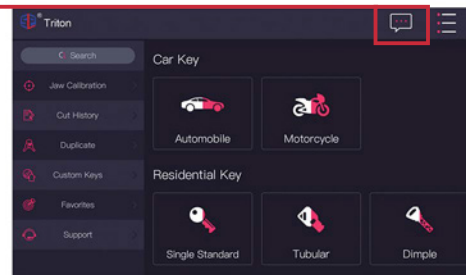 ® Triton
Search
Jaw Calibration
Cut History
Duplicate
Custom Keys
Favorites
Support
Car Key
Automobile
Motorcycle
Residential Key
Single Standard
Tubular
Dimple